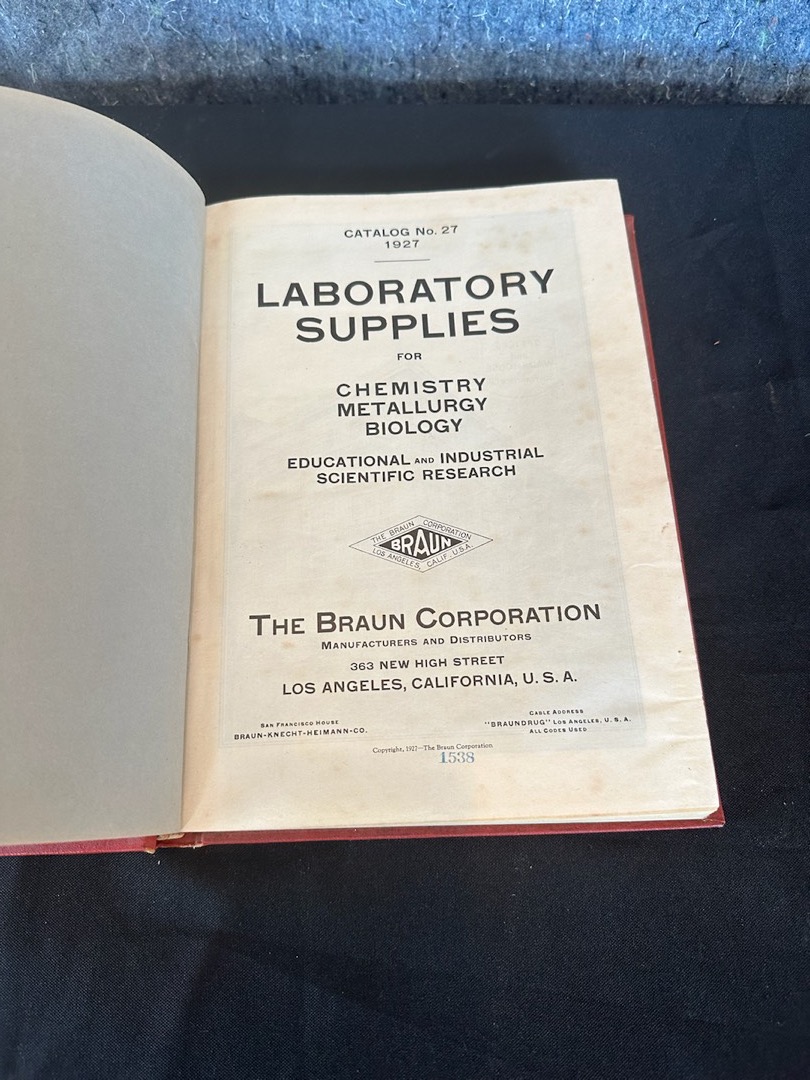 CATALOG No. 27
1927
LABORATORY
SUPPLIES
FOR
CHEMISTRY
METALLURGY
BIOLOGY
EDUCATIONAL AND INDUSTRIAL
SCIENTIFIC RESEARCH
THE BRAUN CORPORATION
BRAUN
LOS ANGELES, CALIF. U.S.A.
THE BRAUN CORPORATION
MANUFACTURERS AND DISTRIBUTORS
363 NEW HIGH STREET
LOS ANGELES, CALIFORNIA, U. S. A.
SAN FRANCISCO HOUSE
BRAUN-KNECHT-HEIMANN-CO.
CABLE ADDRESS
"BRAUNDRUG" LOS ANGELES, U. S. A.
ALL CODES USED
Copyright, 1927—The Braun Corporation.
1538